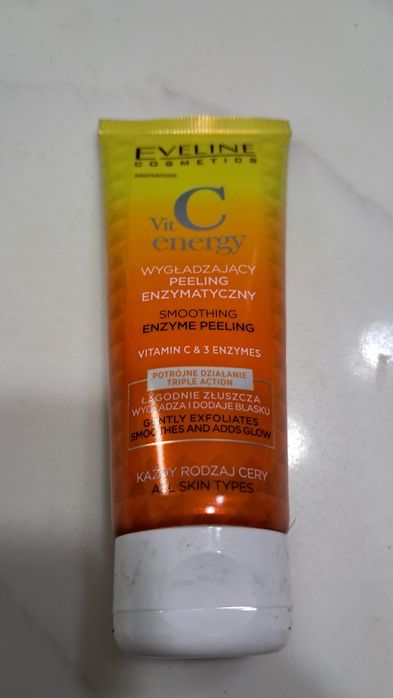 EVELINE
COSMETICS
INNOVATION!
Vit C
energy
WYGŁADZAJĄCY
PEELING
ENZYMATYCZNY
SMOOTHING
ENZYME PEELING
VITAMIN C & 3 ENZYMES
POTRÓJNE DZIAŁANIE
TRIPLE ACTION
ŁAGODNIE ZŁUSZCZA
WYGŁADZA I DODAJE BLASKU
GENTLY EXFOLIATES
SMOOTHES AND ADDS GLOW
KAŻDY RODZAJ CERY
ALL SKIN TYPES